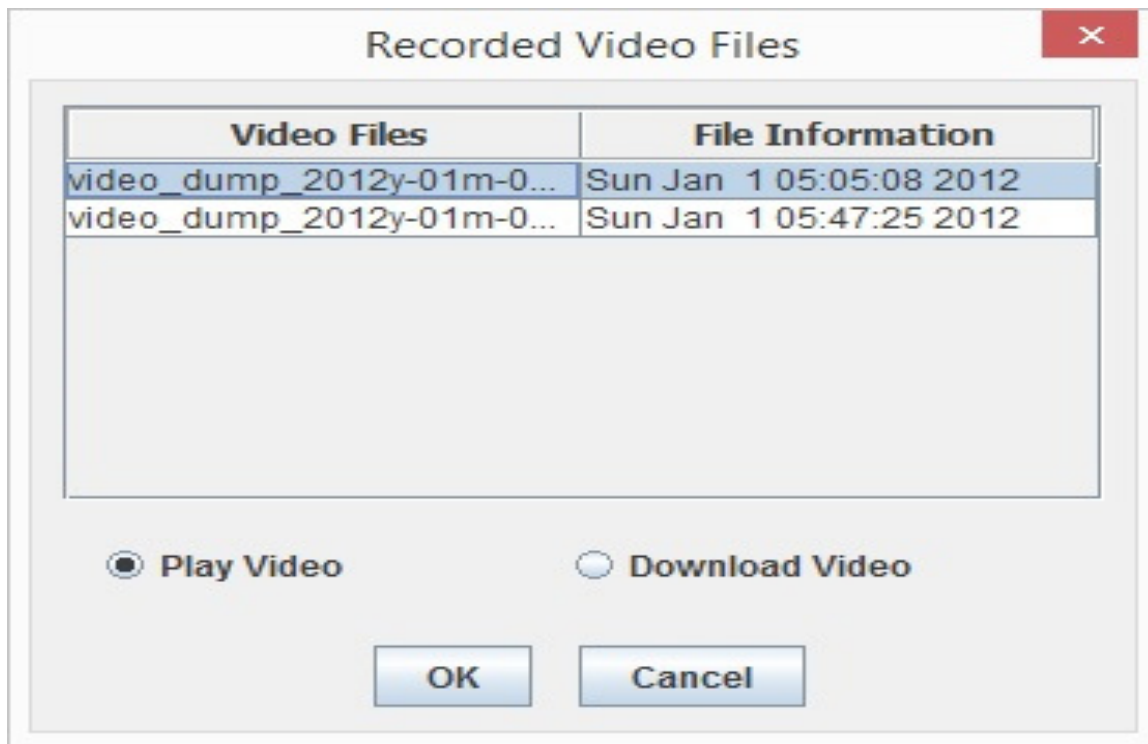 Recorded Video Files
Video Files File Information
video_dump_2012y-01m-0... Sun Jan 1 05:05:08 2012
video_dump_2012y-01m-0... Sun Jan 1 05:47:25 2012
Play Video Download Video
OK Cancel